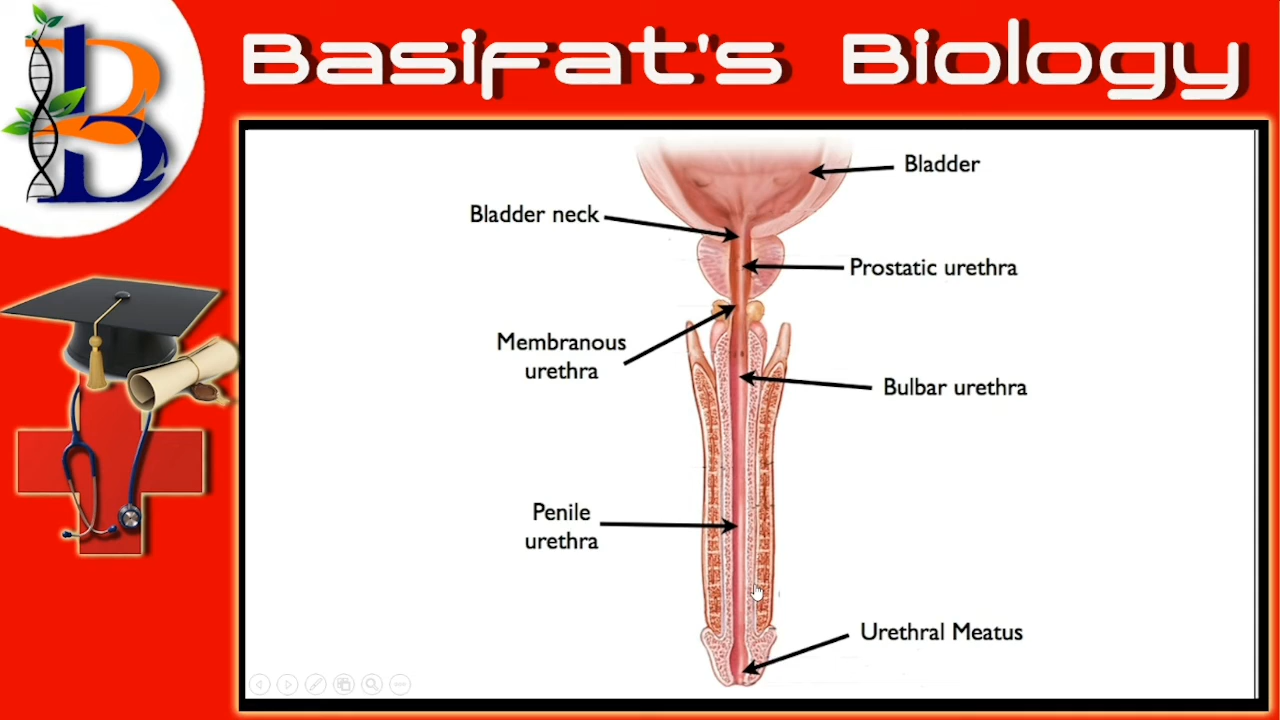 Basifat's Biology
Bladder
Bladder neck
Prostatic urethra
Membranous
urethra
Bulbar urethra
Penile
urethra
Urethral Meatus